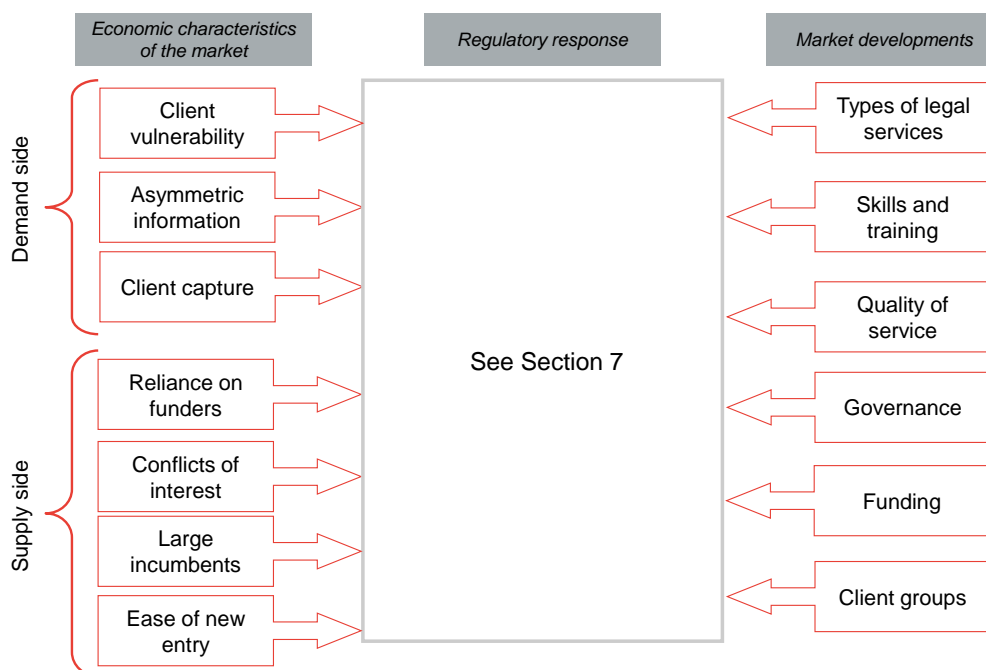 Economic characteristics
of the market
Regulatory response
Market developments
Demand side
Client
vulnerability
Asymmetric
information
Client capture
Supply side
Reliance on
funders
Conflicts of
interest
Large
incumbents
Ease of new
entry
See Section 7
Types of legal
services
Skills and
training
Quality of
service
Governance
Funding
Client groups